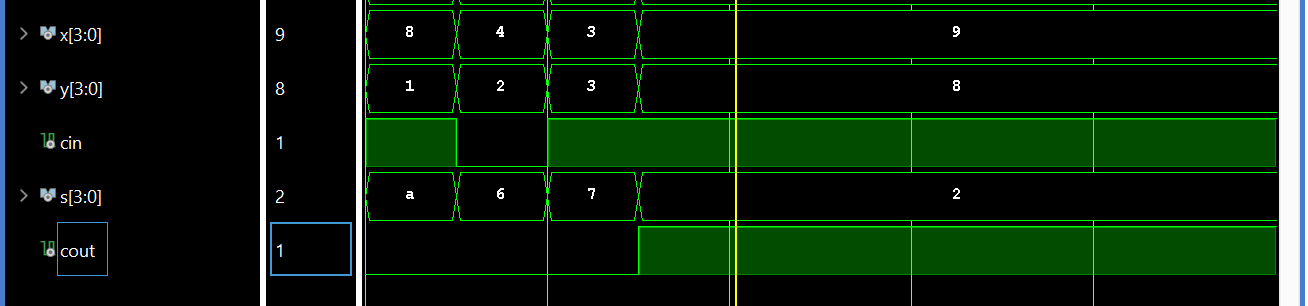 x[3:0] 9 8 4 3 9
y[3:0] 8 1 2 3 8
cin 1
s[3:0] 2 a 6 7 2
cout 1